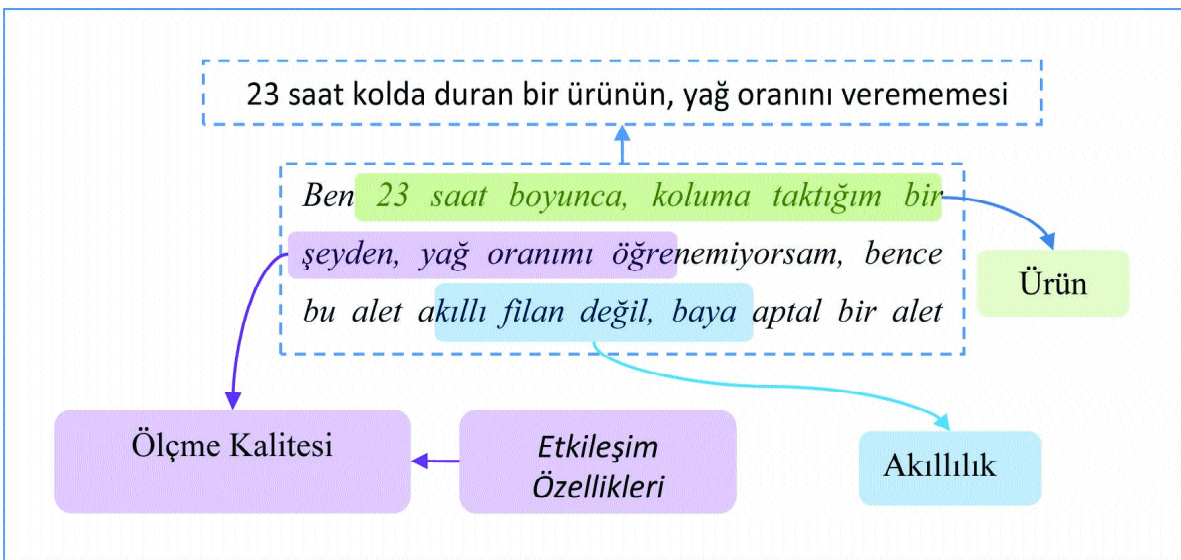 23 saat kolda duran bir ürünün, yağ oranını verememesi
Ben 23 saat boyunca, koluma taktığım bir
şeyden, yağ oranımı öğrenemiyorsam, bence
bu alet akıllı filan değil, baya aptal bir alet
Ürün
Ölçme Kalitesi
Etkileşim
Özellikleri
Akıllılık